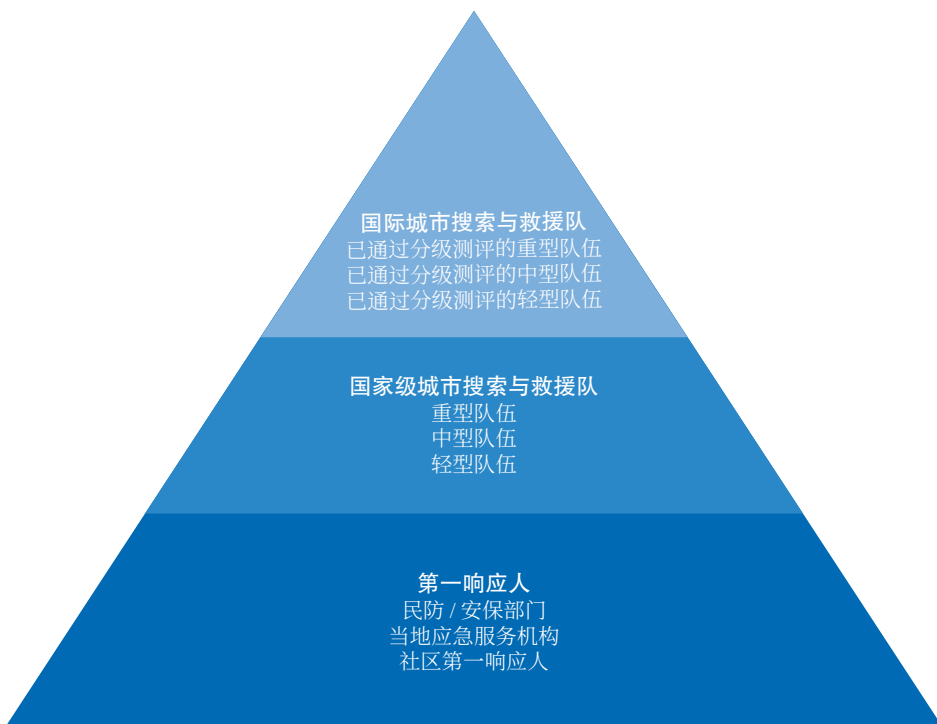 国际城市搜索与救援队
已通过分级测评的重型队伍
已通过分级测评的中型队伍
已通过分级测评的轻型队伍
国家级城市搜索与救援队
重型队伍
中型队伍
轻型队伍
第一响应人
民防 / 安保部门
当地应急服务机构
社区第一响应人